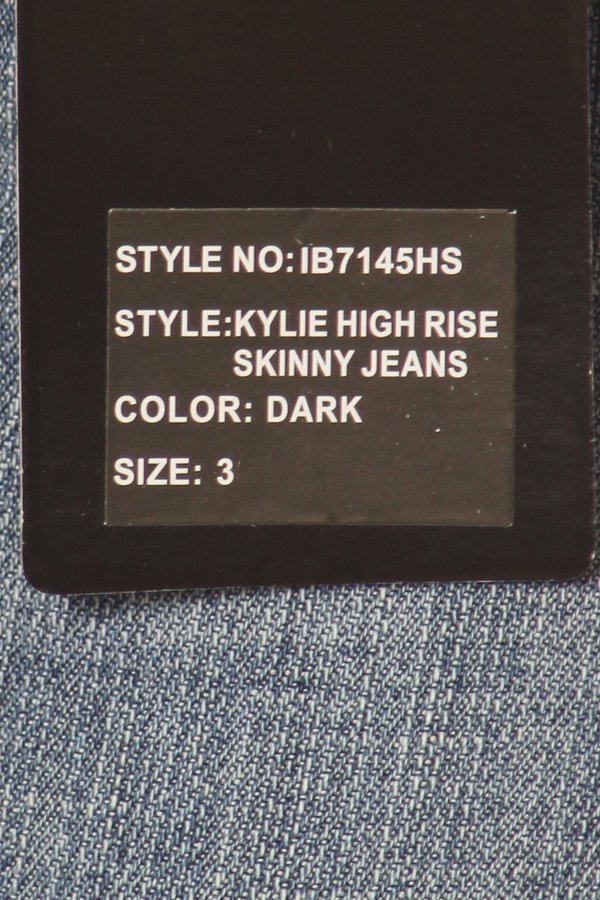 STYLE NO: IB7145HS
STYLE:KYLIE HIGH RISE
SKINNY JEANS
COLOR: DARK
SIZE: 3